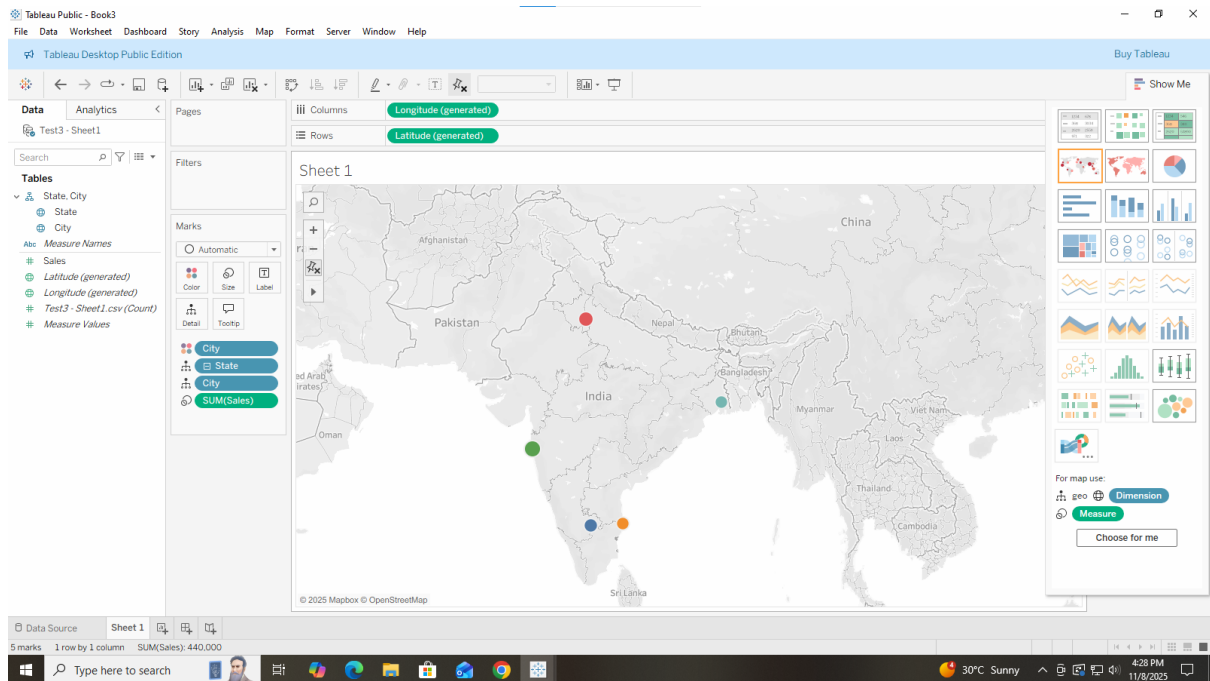 Tableau Public - Book3
File Data Worksheet Dashboard Story Analysis Map Format Server Window Help
Tableau Desktop Public Edition
Buy Tableau
Show Me
Data
Analytics
Test3 - Sheet1
Search
Tables
State, City
State
City
Abc Measure Names
Sales
Latitude (generated)
Longitude (generated)
Test3 - Sheet1.csv (Count)
Measure Values
Pages
Filters
Marks
Automatic
Color
Size
Label
Detail
Tooltip
City
State
City
SUM(Sales)
Columns
Longitude (generated)
Rows
Latitude (generated)
Sheet 1
China
Afghanistan
Pakistan
Nepal
Bhutan
Bangladesh
India
ed Arab
irates
Oman
Myanmar
Viet Nam
Laos
Thailand
Cambodia
Sri Lanka
© 2025 Mapbox © OpenStreetMap
For map use:
geo
Dimension
Measure
Choose for me
Data Source
Sheet 1
5 marks 1 row by 1 column SUM(Sales): 440,000
Type here to search
30°C Sunny
4:28 PM
11/8/2025